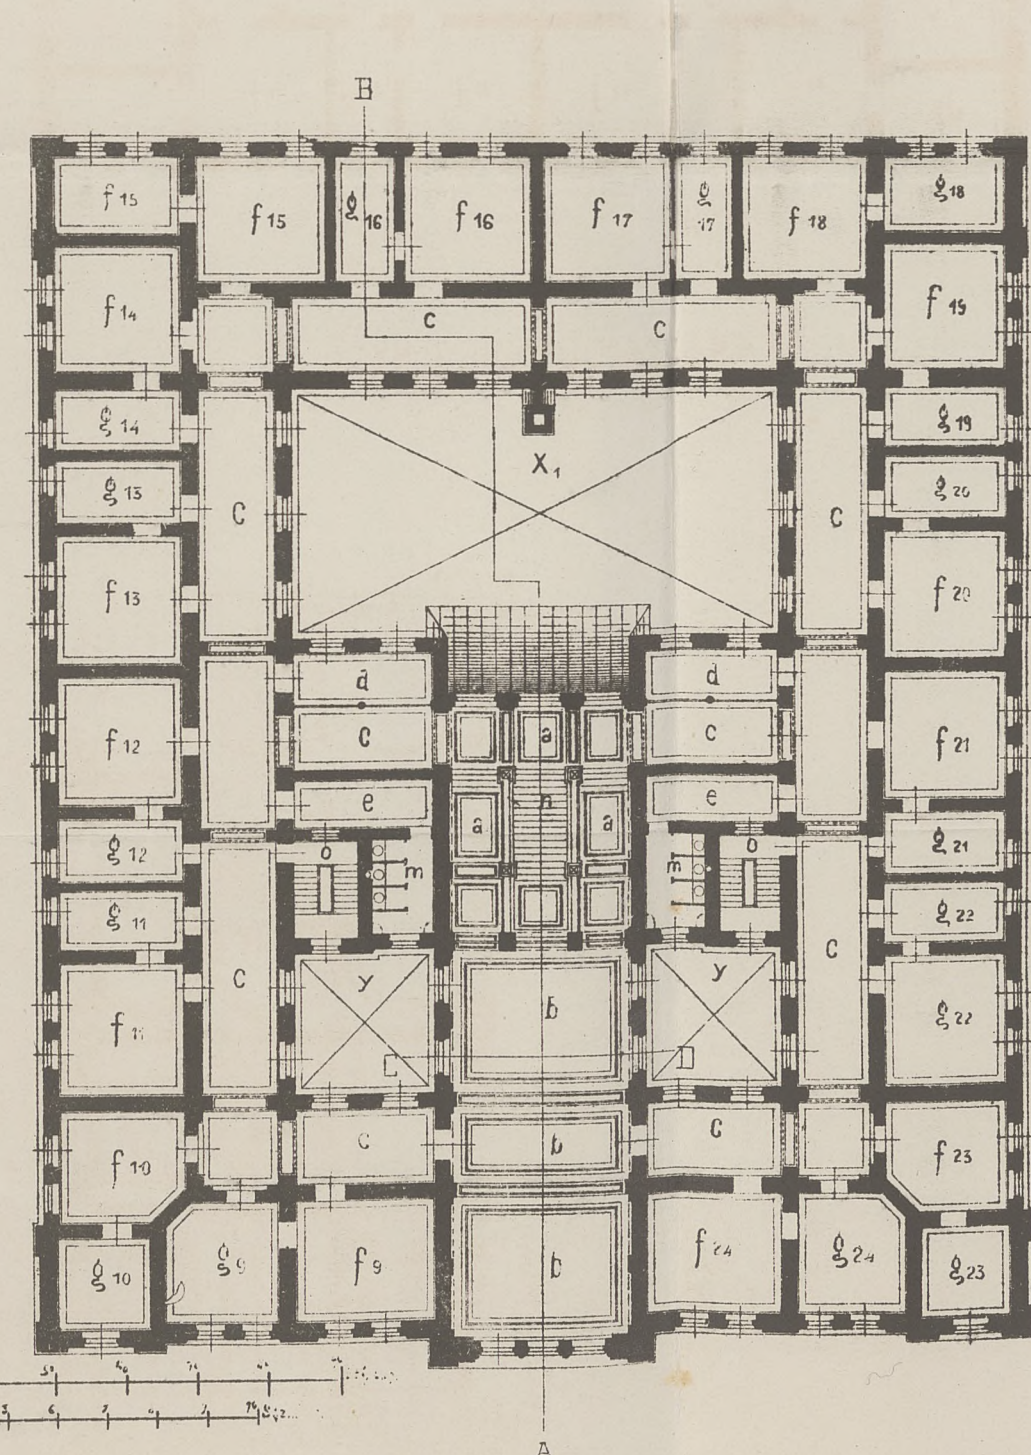 B
f 15
f 15
g 16
f 16
f 17
g 17
f 18
g 18
f 14
c
c
f 19
g 14
g 19
X₁
g 13
C
C
g 20
f 13
f 20
d
d
f 12
C
a
c
f 21
e
n
e
a
a
g 12
o
m
m
o
g 21
g 11
g 22
C
y
b
y
C
f 11
g 22
f 10
C
b
C
f 23
g 10
g 9
f 9
b
f 24
g 24
g 23
A